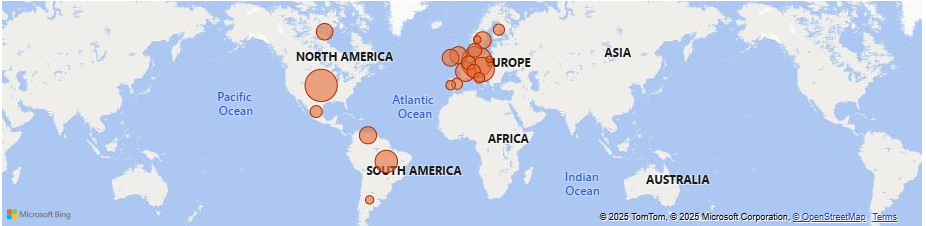 NORTH AMERICA
ASIA
EUROPE
Pacific
Ocean
Atlantic
Ocean
AFRICA
SOUTH AMERICA
Indian
Ocean
AUSTRALIA
Microsoft Bing
© 2025 TomTom, © 2025 Microsoft Corporation, © OpenStreetMap Terms